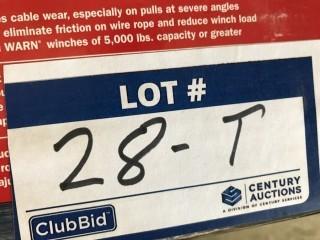 s cable wear, especially on pulls at severe angles
eliminate friction on wire rope and reduce winch load
WARN® winches of 5,000 lbs. capacity or greater
LOT #
28-T
ClubBid™
CENTURY
AUCTIONS
A DIVISION OF CENTURY SERVICES